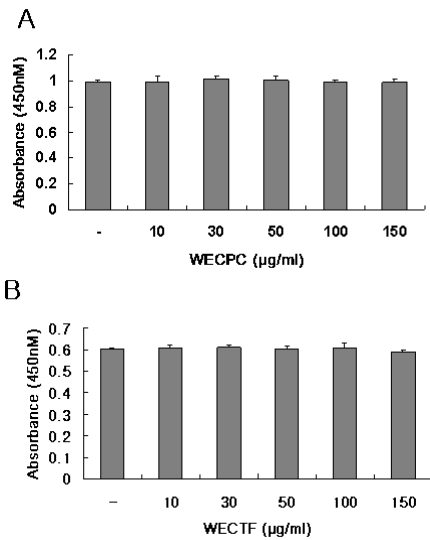 A
Absorbance (450nM)
1.2
1
0.8
0.6
0.4
0.2
0
- 10 30 50 100 150
WECPC (µg/ml)
B
Absorbance (450nM)
0.7
0.6
0.5
0.4
0.3
0.2
0.1
0
– 10 30 50 100 150
WECTF (µg/ml)